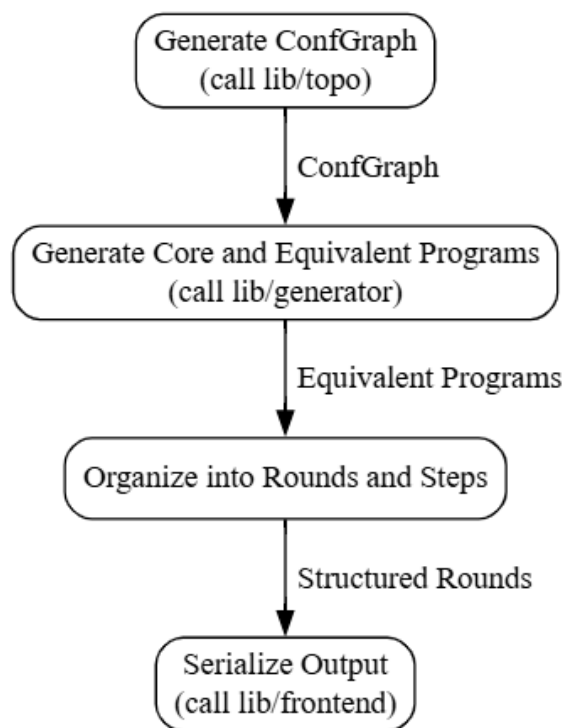 Generate ConfGraph
(call lib/topo)
ConfGraph
Generate Core and Equivalent Programs
(call lib/generator)
Equivalent Programs
Organize into Rounds and Steps
Structured Rounds
Serialize Output
(call lib/frontend)